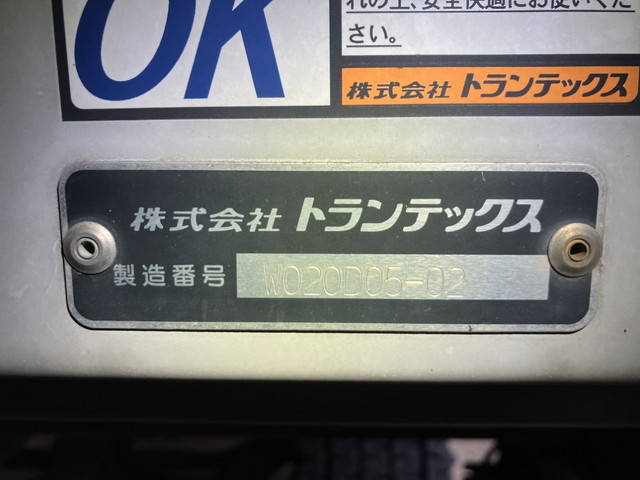 OK
れの上、安全快適にお使いくだ
さい。
株式会社 トランテックス
株式会社 トランテックス
製造番号 W020D05-02